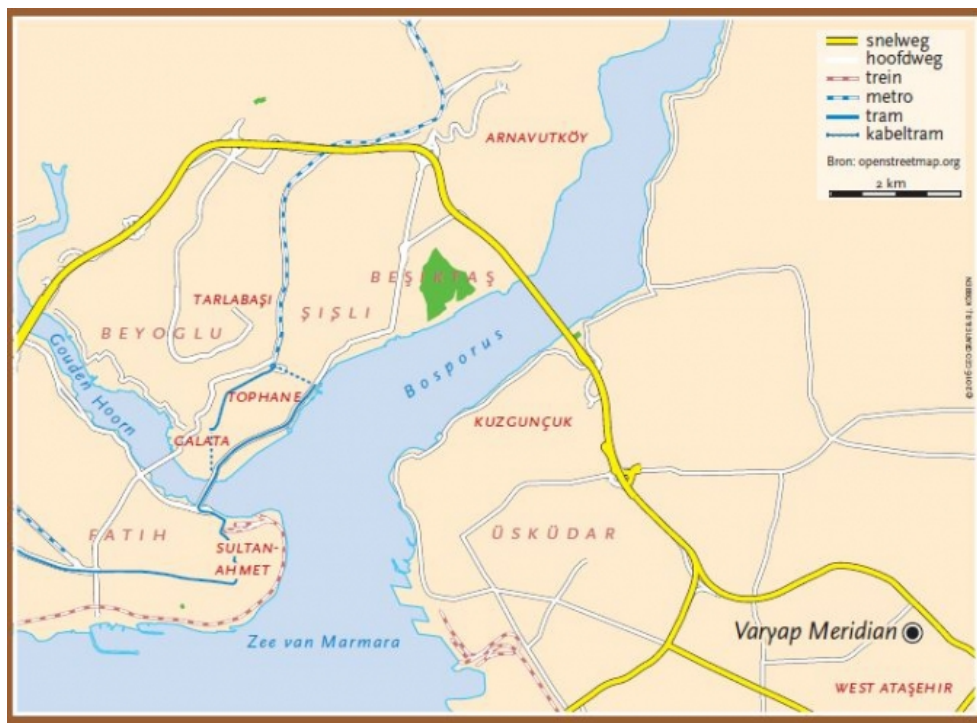 snelweg
hoofdweg
trein
metro
tram
kabeltram
Bron: openstreetmap.org
2 km
ARNAVUTKÖY
BEŞIKTAŞ
TARLABAŞI
ŞIŞLI
BEYOGLU
Gouden Hoorn
Bosporus
TOPHANE
KUZGUNÇUK
GALATA
FATIH
ÜSKÜDAR
SULTAN-
AHMET
Zee van Marmara
Varyap Meridian
WEST ATAŞEHIR